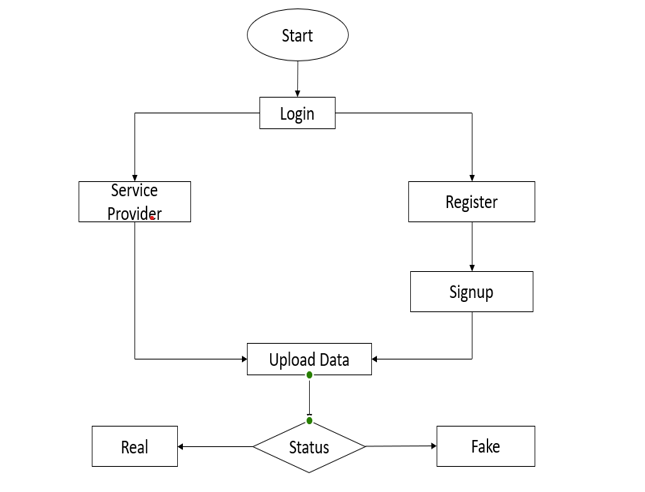 Start
Login
Service
Provider
Register
Signup
Upload Data
Real
Status
Fake